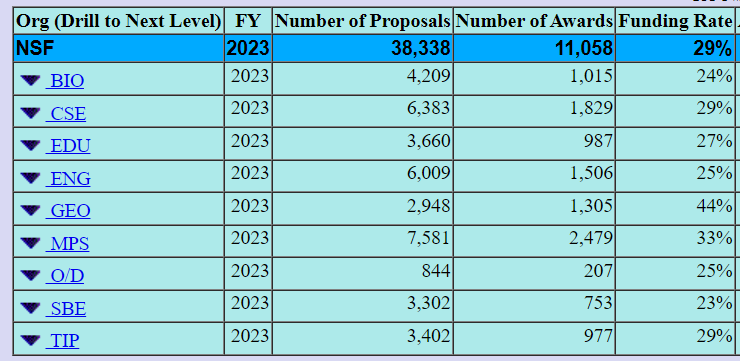 Org (Drill to Next Level) FY Number of Proposals Number of Awards Funding Rate
NSF 2023 38,338 11,058 29%
BIO 2023 4,209 1,015 24%
CSE 2023 6,383 1,829 29%
EDU 2023 3,660 987 27%
ENG 2023 6,009 1,506 25%
GEO 2023 2,948 1,305 44%
MPS 2023 7,581 2,479 33%
O/D 2023 844 207 25%
SBE 2023 3,302 753 23%
TIP 2023 3,402 977 29%